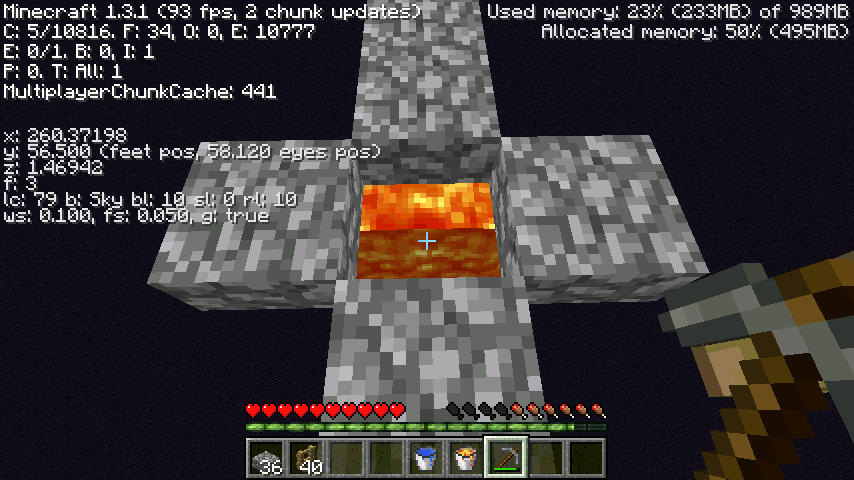 Minecraft 1.3.1 (93 fps, 2 chunk updates)
C: 5/10816. F: 34, O: 0, E: 10777
E: 0/1. B: 0, I: 1
P: 0. T: All: 1
MultiplayerChunkCache: 441
Used memory: 23% (233MB) of 989MB
Allocated memory: 50% (495MB)
x: 260.37198
y: 56.500 (feet pos, 58.120 eyes pos)
z: 1.46942
f: 3
lc: 79 b: Sky bl: 10 sl: 0 rl: 10
ws: 0.100, fs: 0.050, g: true
36
40